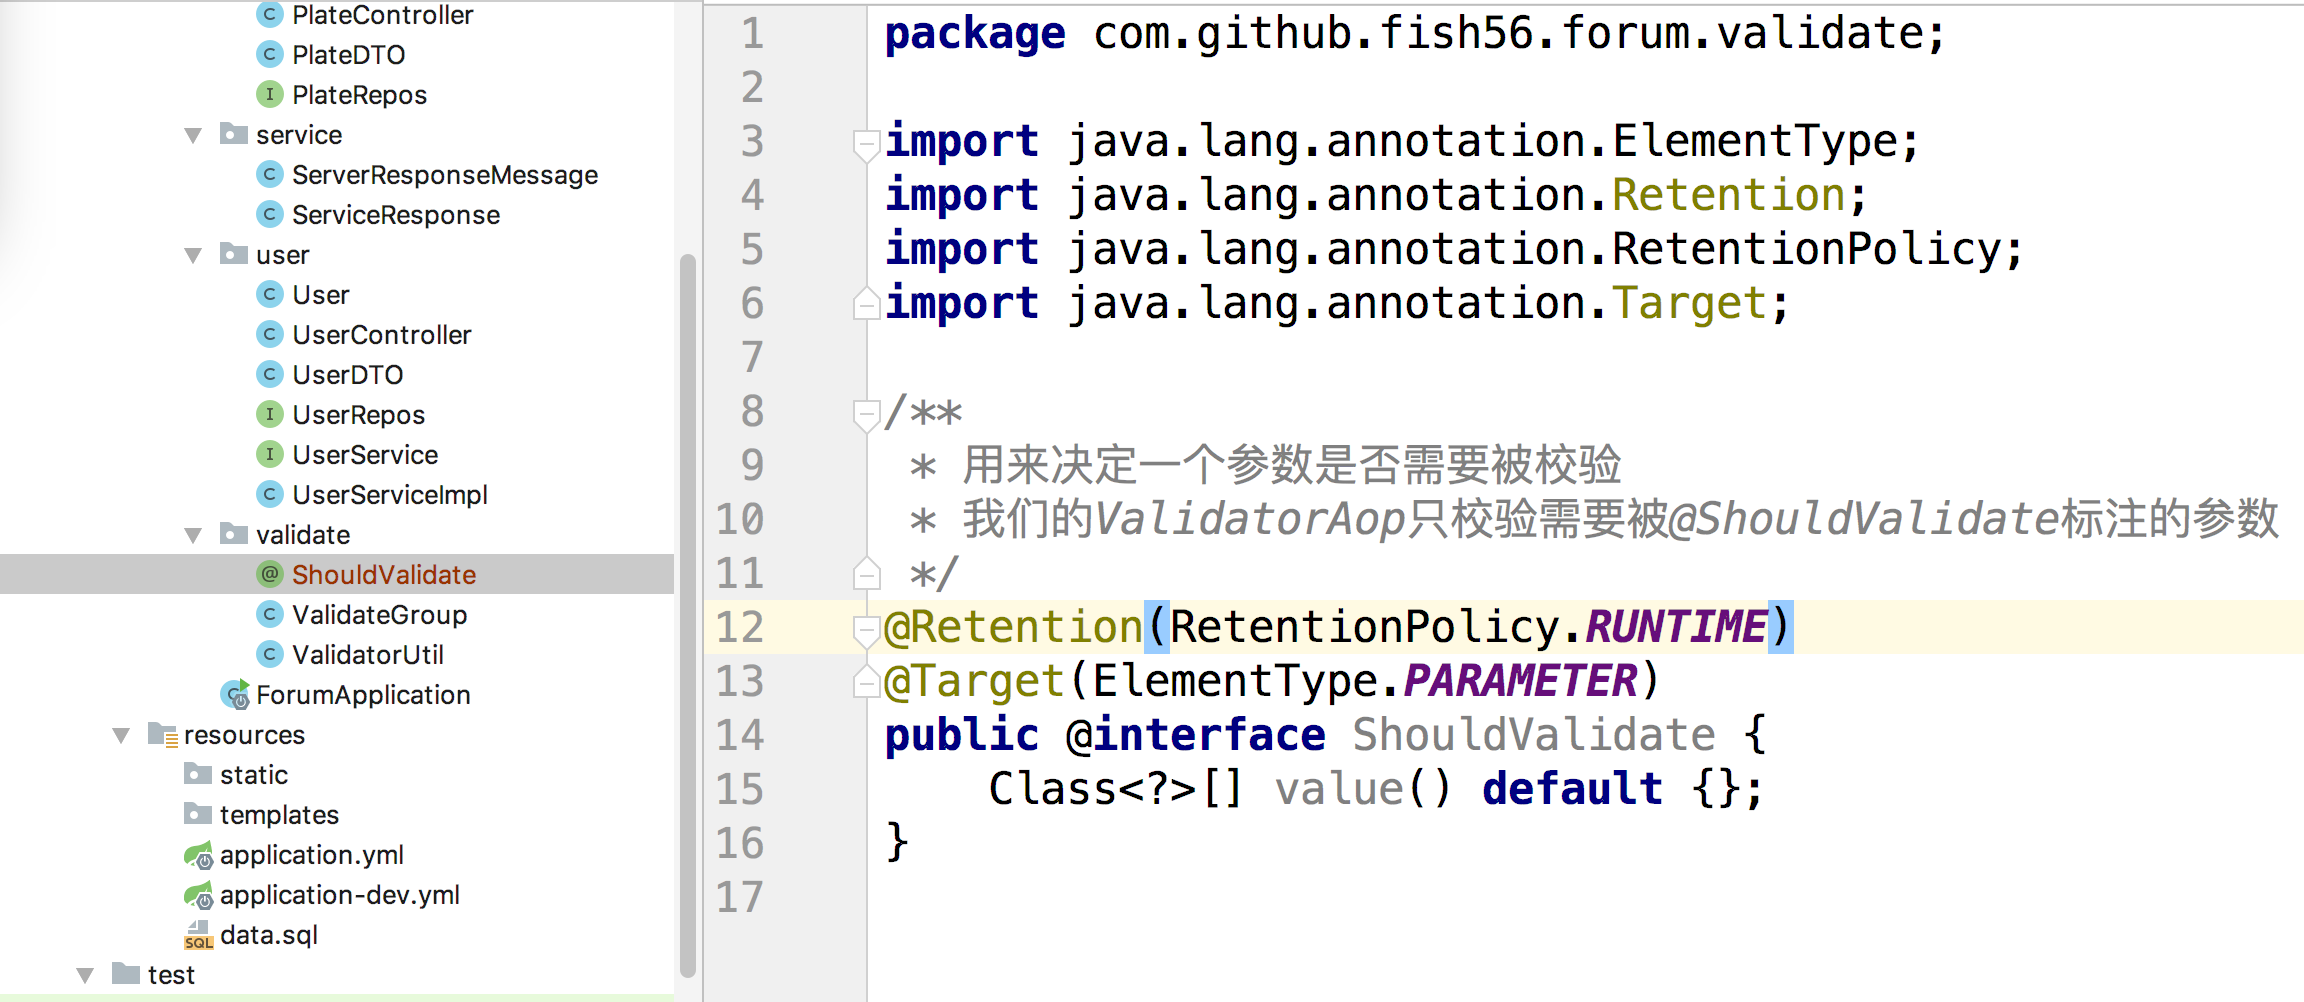 PlateController
PlateDTO
PlateRepos
service
ServerResponseMessage
ServiceResponse
user
User
UserController
UserDTO
UserRepos
UserService
UserServiceImpl
validate
ShouldValidate
ValidateGroup
ValidatorUtil
ForumApplication
resources
static
templates
application.yml
application-dev.yml
data.sql
test
1 package com.github.fish56.forum.validate;
2
3 import java.lang.annotation.ElementType;
4 import java.lang.annotation.Retention;
5 import java.lang.annotation.RetentionPolicy;
6 import java.lang.annotation.Target;
7
8 /**
9  * 用来决定一个参数是否需要被校验
10  * 我们的ValidatorAop只校验需要被@ShouldValidate标注的参数
11  */
12 @Retention(RetentionPolicy.RUNTIME)
13 @Target(ElementType.PARAMETER)
14 public @interface ShouldValidate {
15     Class<?>[] value() default {};
16 }
17